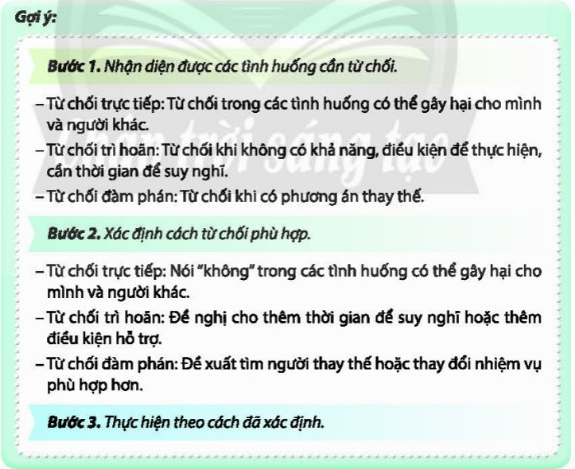 Gợi ý:
Bước 1. Nhận diện được các tình huống cần từ chối.
– Từ chối trực tiếp: Từ chối trong các tình huống có thể gây hại cho mình
và người khác.
– Từ chối trì hoãn: Từ chối khi không có khả năng, điều kiện để thực hiện,
cần thời gian để suy nghĩ.
– Từ chối đàm phán: Từ chối khi có phương án thay thế.
Bước 2. Xác định cách từ chối phù hợp.
– Từ chối trực tiếp: Nói “không” trong các tình huống có thể gây hại cho
mình và người khác.
– Từ chối trì hoãn: Đề nghị cho thêm thời gian để suy nghĩ hoặc thêm
điều kiện hỗ trợ.
– Từ chối đàm phán: Đề xuất tìm người thay thế hoặc thay đổi nhiệm vụ
phù hợp hơn.
Bước 3. Thực hiện theo cách đã xác định.
Chân trời sáng tạo